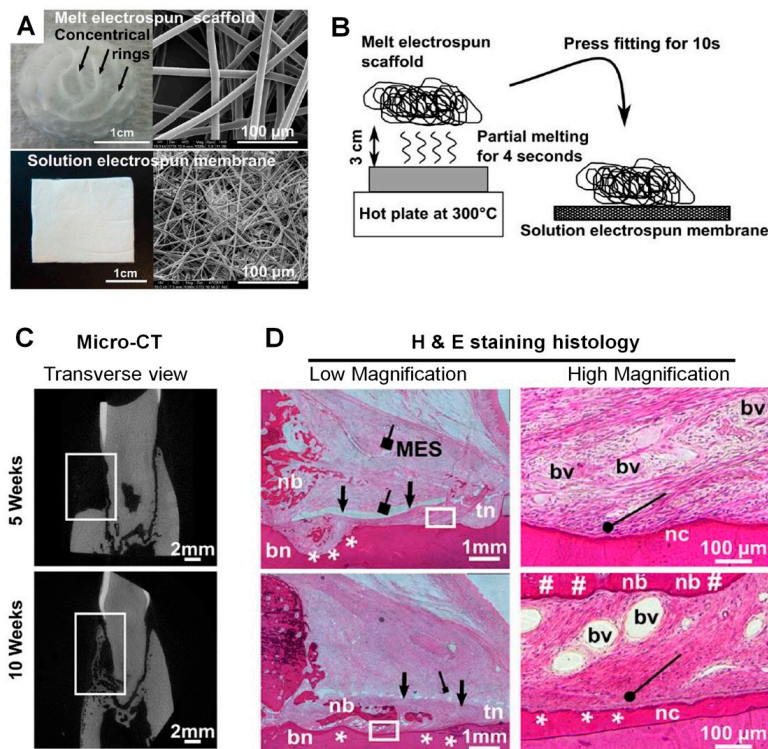 A
Melt electrospun scaffold
Concentrical
rings
1cm
100 µm
Solution electrospun membrane
1cm
100 µm
B
Melt electrospun
scaffold
Press fitting for 10s
3 cm
Partial melting
for 4 seconds
Hot plate at 300°C
Solution electrospun membrane
C
Micro-CT
Transverse view
5 Weeks
2mm
10 Weeks
2mm
D
H & E staining histology
Low Magnification
High Magnification
MES
nb
tn
bn
* * *
1mm
bv
bv
bv
nc
100 µm
nb
tn
bn
* * *
1mm
# # nb nb #
bv
bv
bv
* * *
nc
100 µm